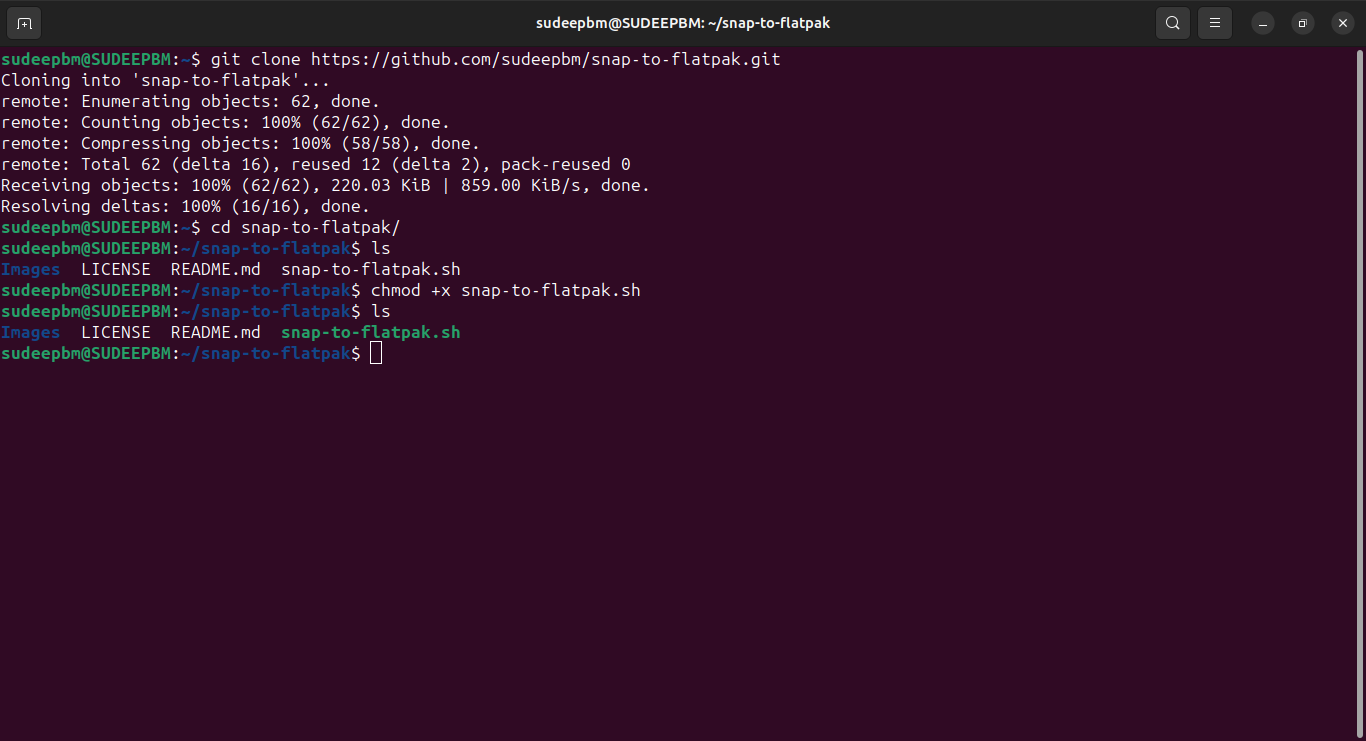 sudeepbm@SUDEEPBM: ~/snap-to-flatpak
sudeepbm@SUDEEPBM:~$ git clone https://github.com/sudeepbm/snap-to-flatpak.git
Cloning into 'snap-to-flatpak'...
remote: Enumerating objects: 62, done.
remote: Counting objects: 100% (62/62), done.
remote: Compressing objects: 100% (58/58), done.
remote: Total 62 (delta 16), reused 12 (delta 2), pack-reused 0
Receiving objects: 100% (62/62), 220.03 KiB | 859.00 KiB/s, done.
Resolving deltas: 100% (16/16), done.
sudeepbm@SUDEEPBM:~$ cd snap-to-flatpak/
sudeepbm@SUDEEPBM:~/snap-to-flatpak$ ls
Images  LICENSE  README.md  snap-to-flatpak.sh
sudeepbm@SUDEEPBM:~/snap-to-flatpak$ chmod +x snap-to-flatpak.sh
sudeepbm@SUDEEPBM:~/snap-to-flatpak$ ls
Images  LICENSE  README.md  snap-to-flatpak.sh
sudeepbm@SUDEEPBM:~/snap-to-flatpak$